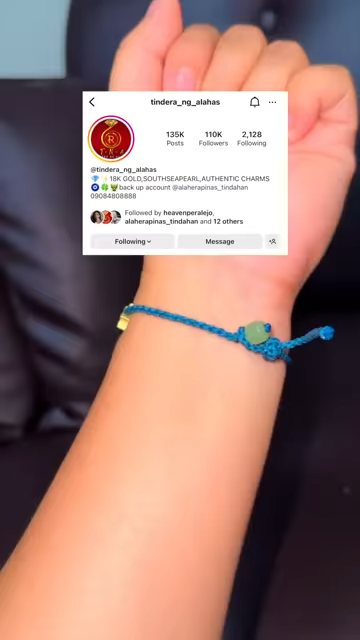 tindera_ng_alahas
T·R·A
135K
110K
2,128
Posts
Followers
Following
@tindera_ng_alahas
💎 ✨18K GOLD,SOUTHSEAPEARL,AUTHENTIC CHARMS
🧿🍀🐉back up account @alaherapinas_tindahan
09084808888
Followed by heavenperalejo,
alaherapinas_tindahan and 12 others
Following
Message